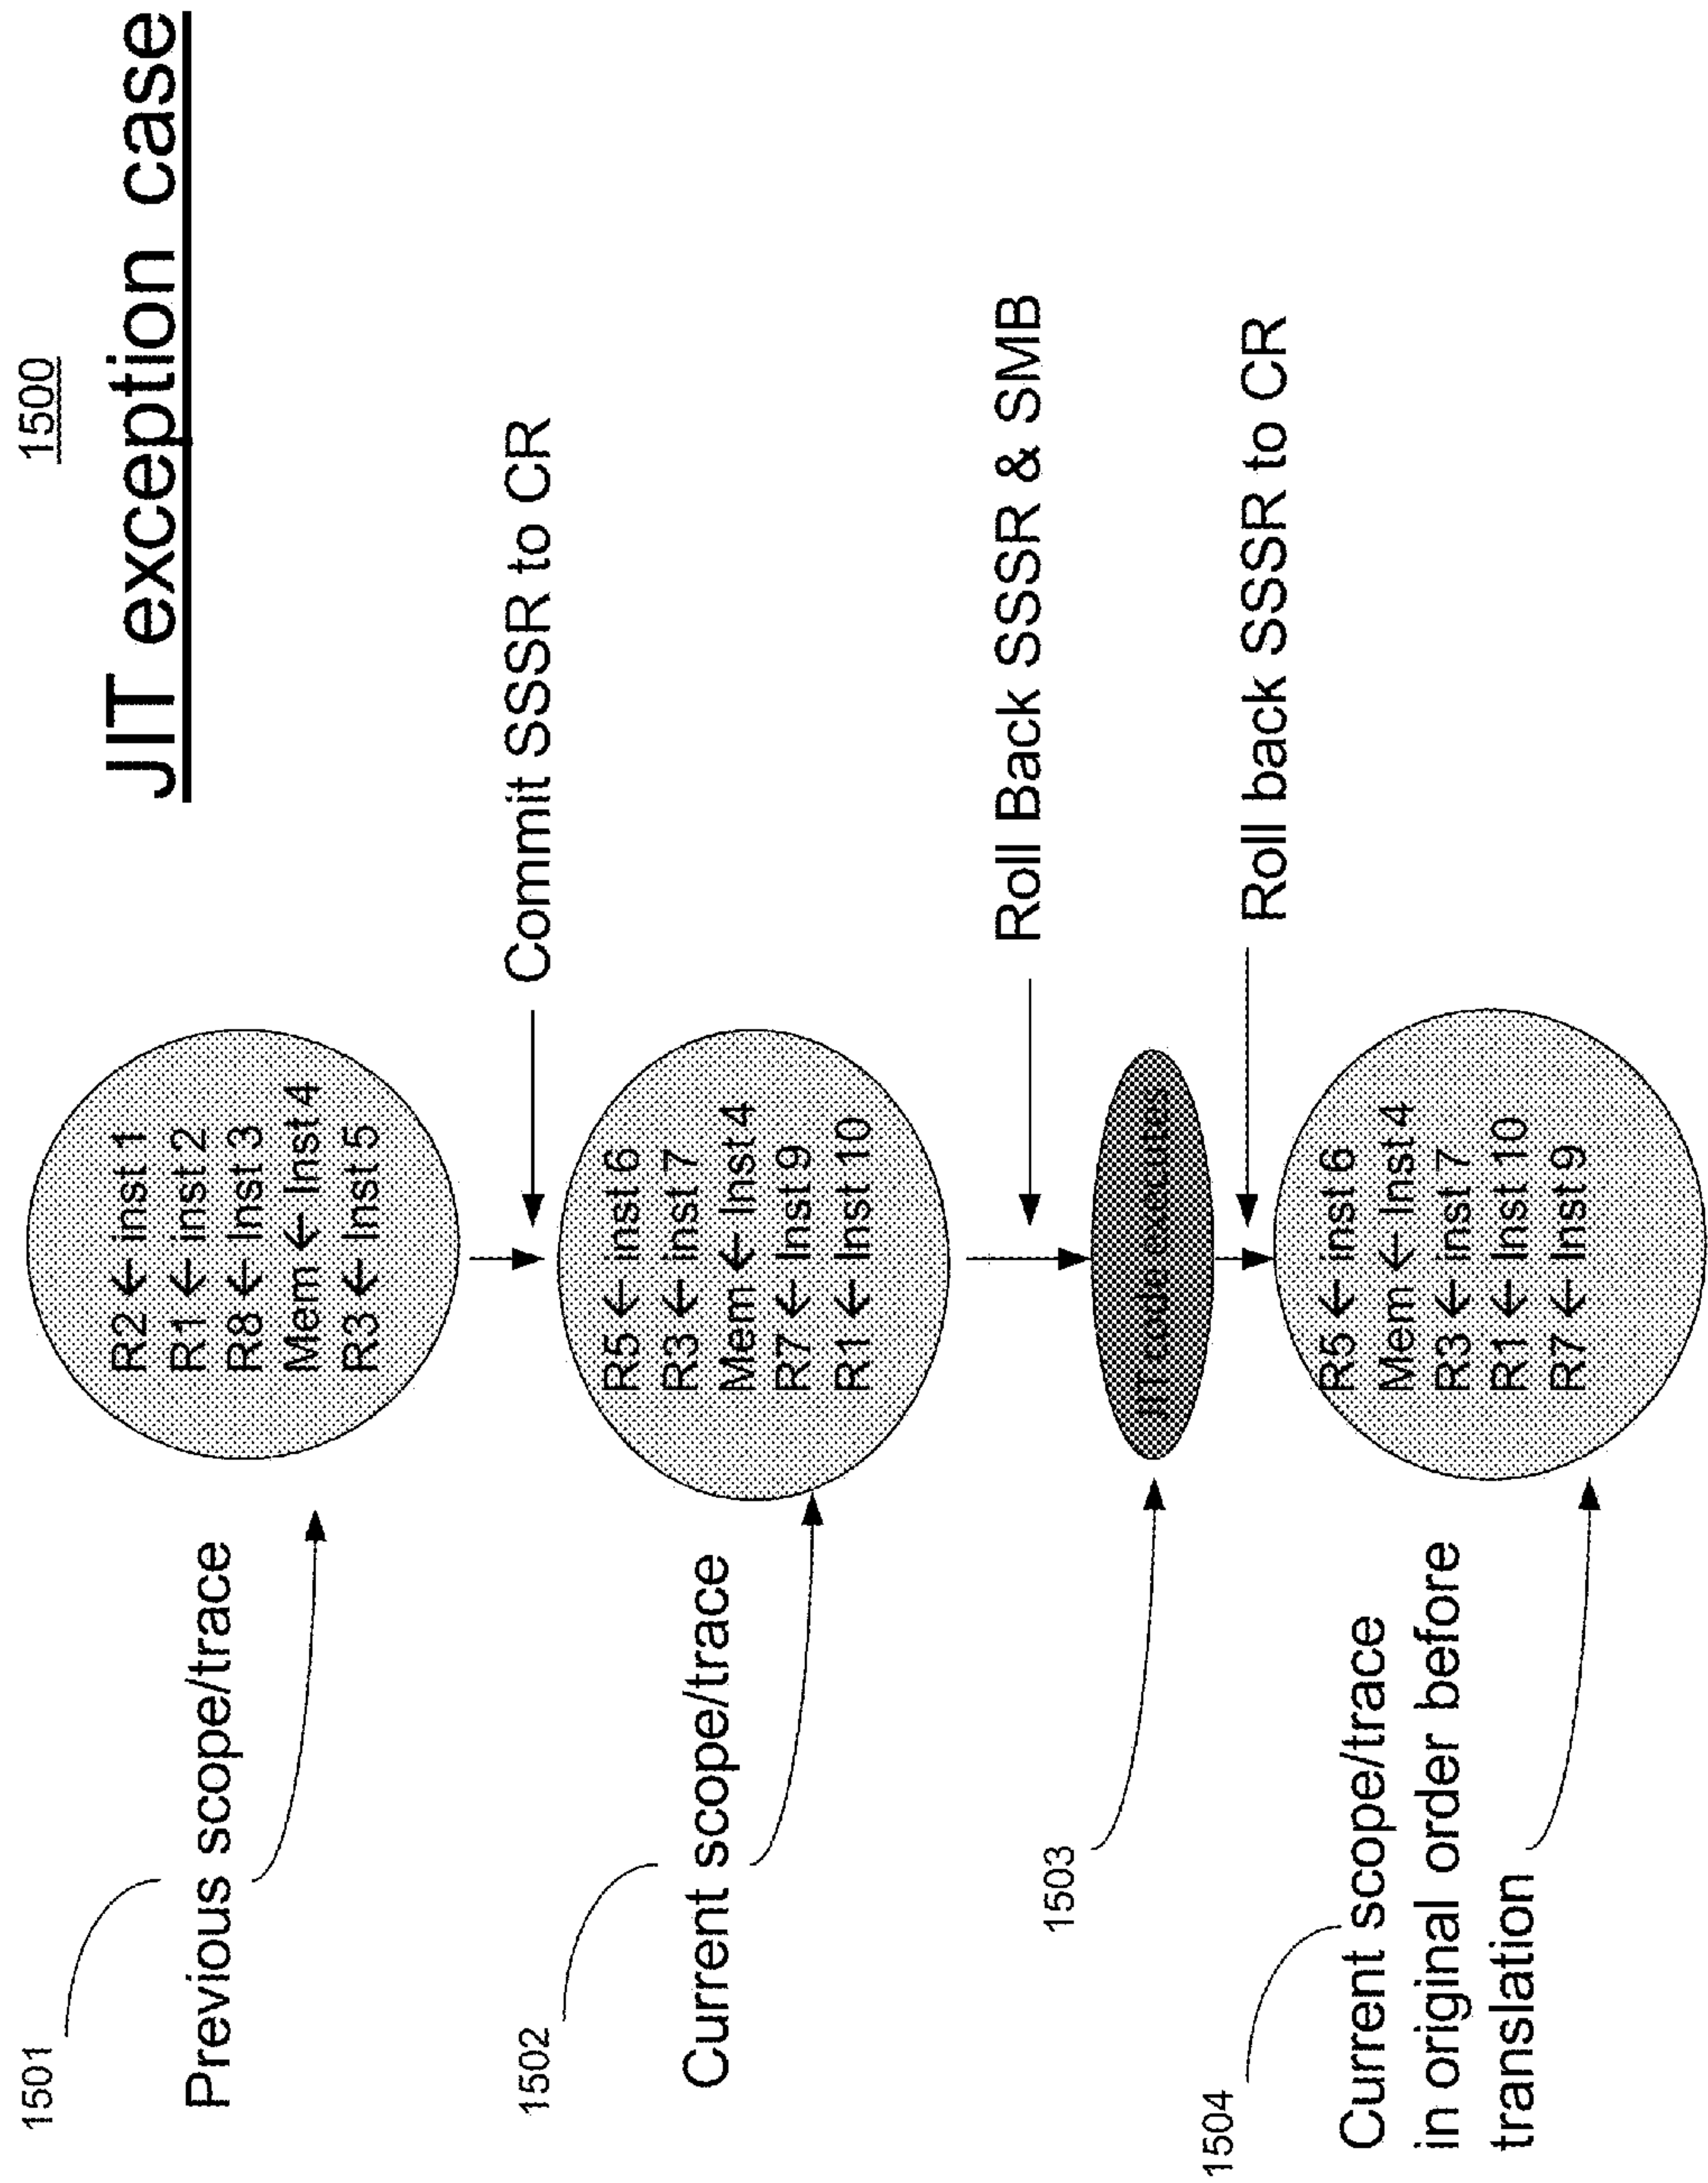 1500
JIT exception case
1501
Previous scope/trace
R2 ← inst 1
R1 ← inst 2
R8 ← Inst 3
Mem ← Inst 4
R3 ← Inst 5
Commit SSSR to CR
1502
Current scope/trace
R5 ← inst 6
R3 ← inst 7
Mem ← Inst 4
R7 ← Inst 9
R1 ← Inst 10
Roll Back SSSR & SMB
1503
JIT code executes
Roll back SSSR to CR
1504
Current scope/trace
in original order before
translation
R5 ← inst 6
Mem ← Inst 4
R3 ← inst 7
R1 ← Inst 10
R7 ← Inst 9